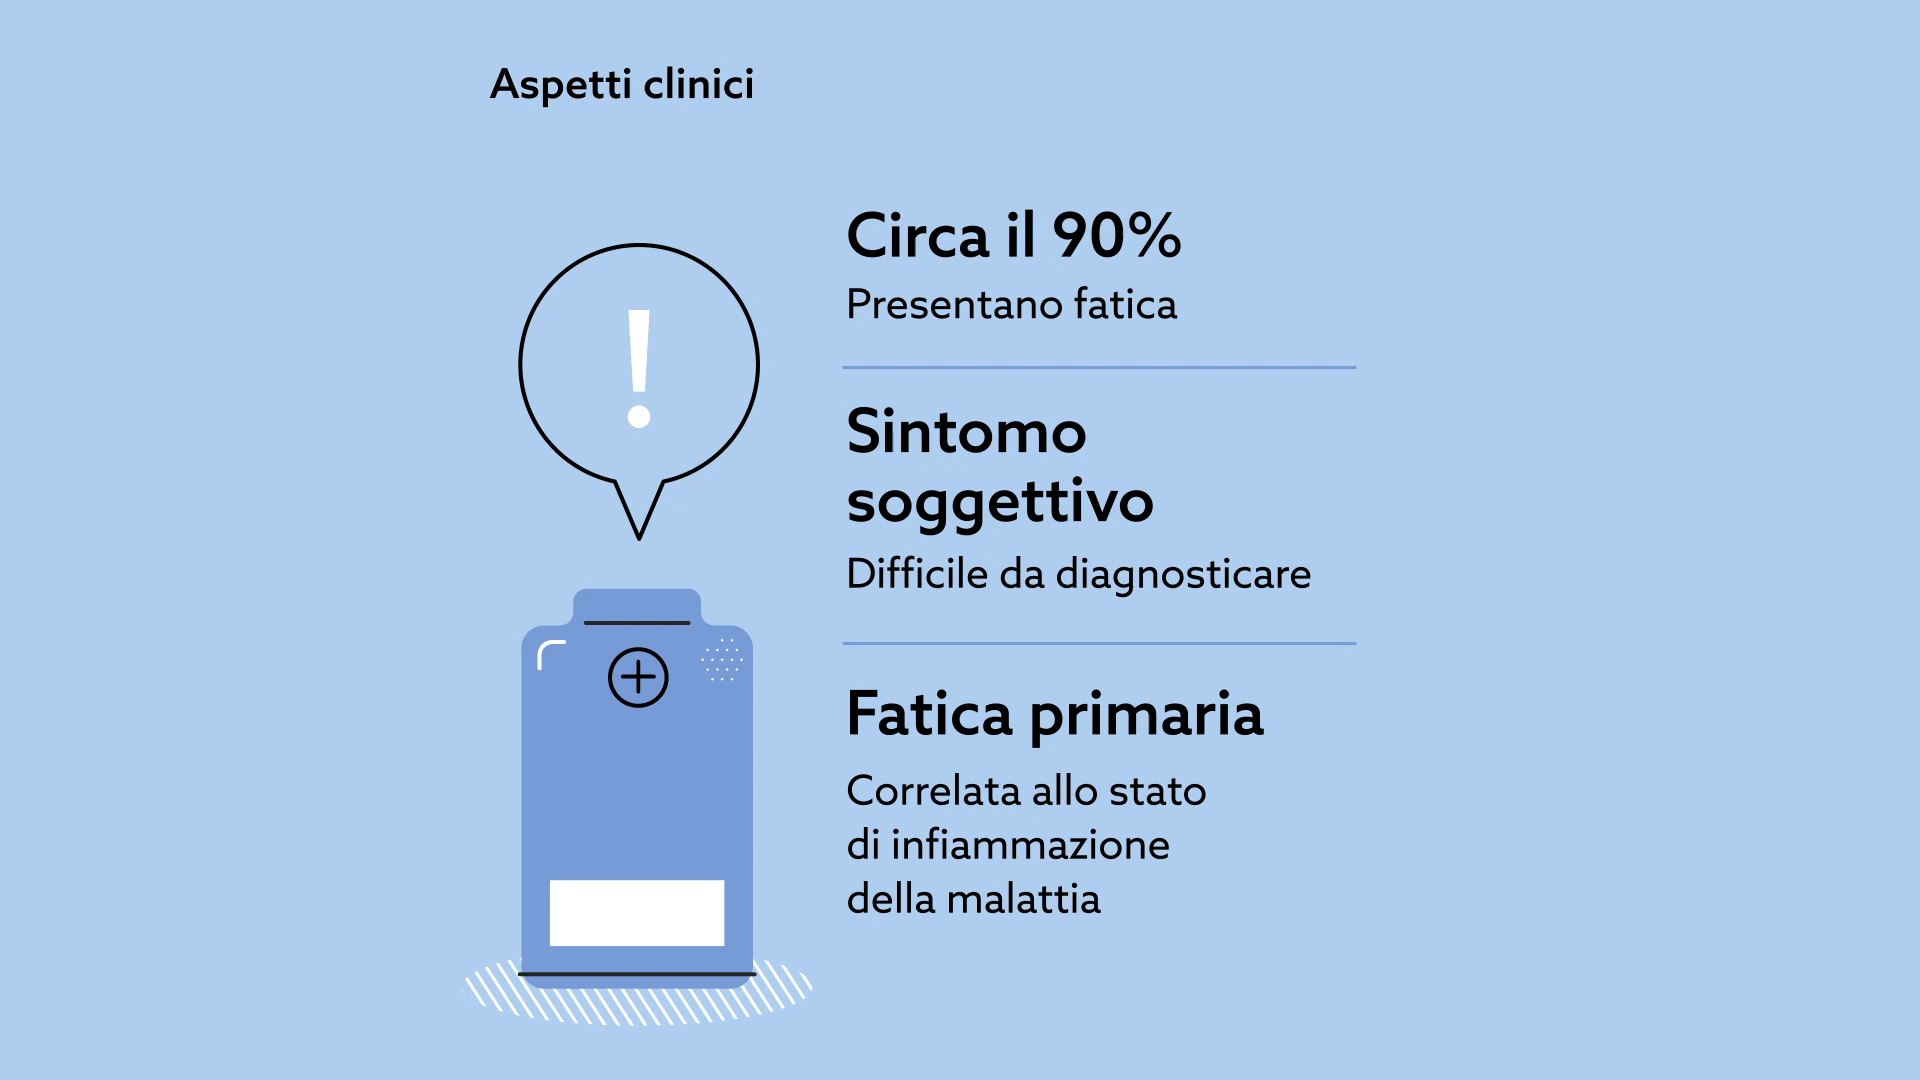 Aspetti clinici
Circa il 90%
Presentano fatica
Sintomo
soggettivo
Difficile da diagnosticare
Fatica primaria
Correlata allo stato
di infiammazione
della malattia
!